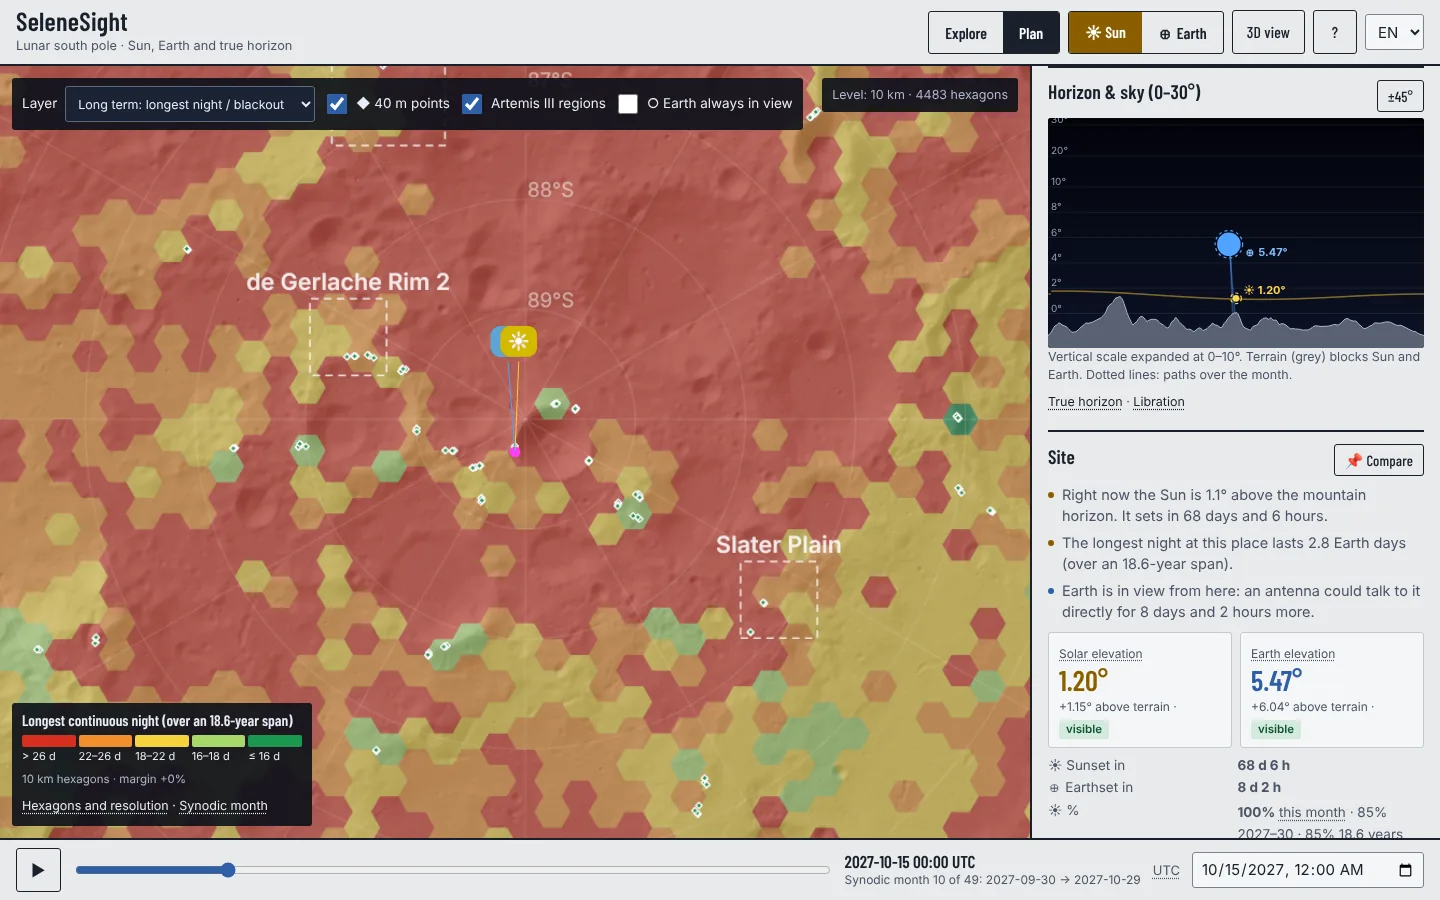 SeleneSight
Lunar south pole · Sun, Earth and true horizon
Explore
Plan
☀ Sun
⊕ Earth
3D view
?
EN
Layer
Long term: longest night / blackout
◆ 40 m points
Artemis III regions
O Earth always in view
Level: 10 km · 4483 hexagons
87°S
88°S
89°S
de Gerlache Rim 2
Slater Plain
Longest continuous night (over an 18.6-year span)
> 26 d
22–26 d
18–22 d
16–18 d
≤ 16 d
10 km hexagons · margin +0%
Hexagons and resolution · Synodic month
Horizon & sky (0–30°)
±45°
30°
20°
10°
8°
6°
4°
2°
0°
⊕ 5.47°
☀ 1.20°
Vertical scale expanded at 0–10°. Terrain (grey) blocks Sun and
Earth. Dotted lines: paths over the month.
True horizon · Libration
Site
📌 Compare
Right now the Sun is 1.1° above the mountain
horizon. It sets in 68 days and 6 hours.
The longest night at this place lasts 2.8 Earth days
(over an 18.6-year span).
Earth is in view from here: an antenna could talk to it
directly for 8 days and 2 hours more.
Solar elevation
1.20°
+1.15° above terrain ·
visible
Earth elevation
5.47°
+6.04° above terrain ·
visible
☀ Sunset in
68 d 6 h
⊕ Earthset in
8 d 2 h
☀ %
100% this month · 85%
2027–30 · 85% 18.6 years
2027-10-15 00:00 UTC
Synodic month 10 of 49: 2027-09-30 → 2027-10-29
UTC
10/15/2027, 12:00 AM